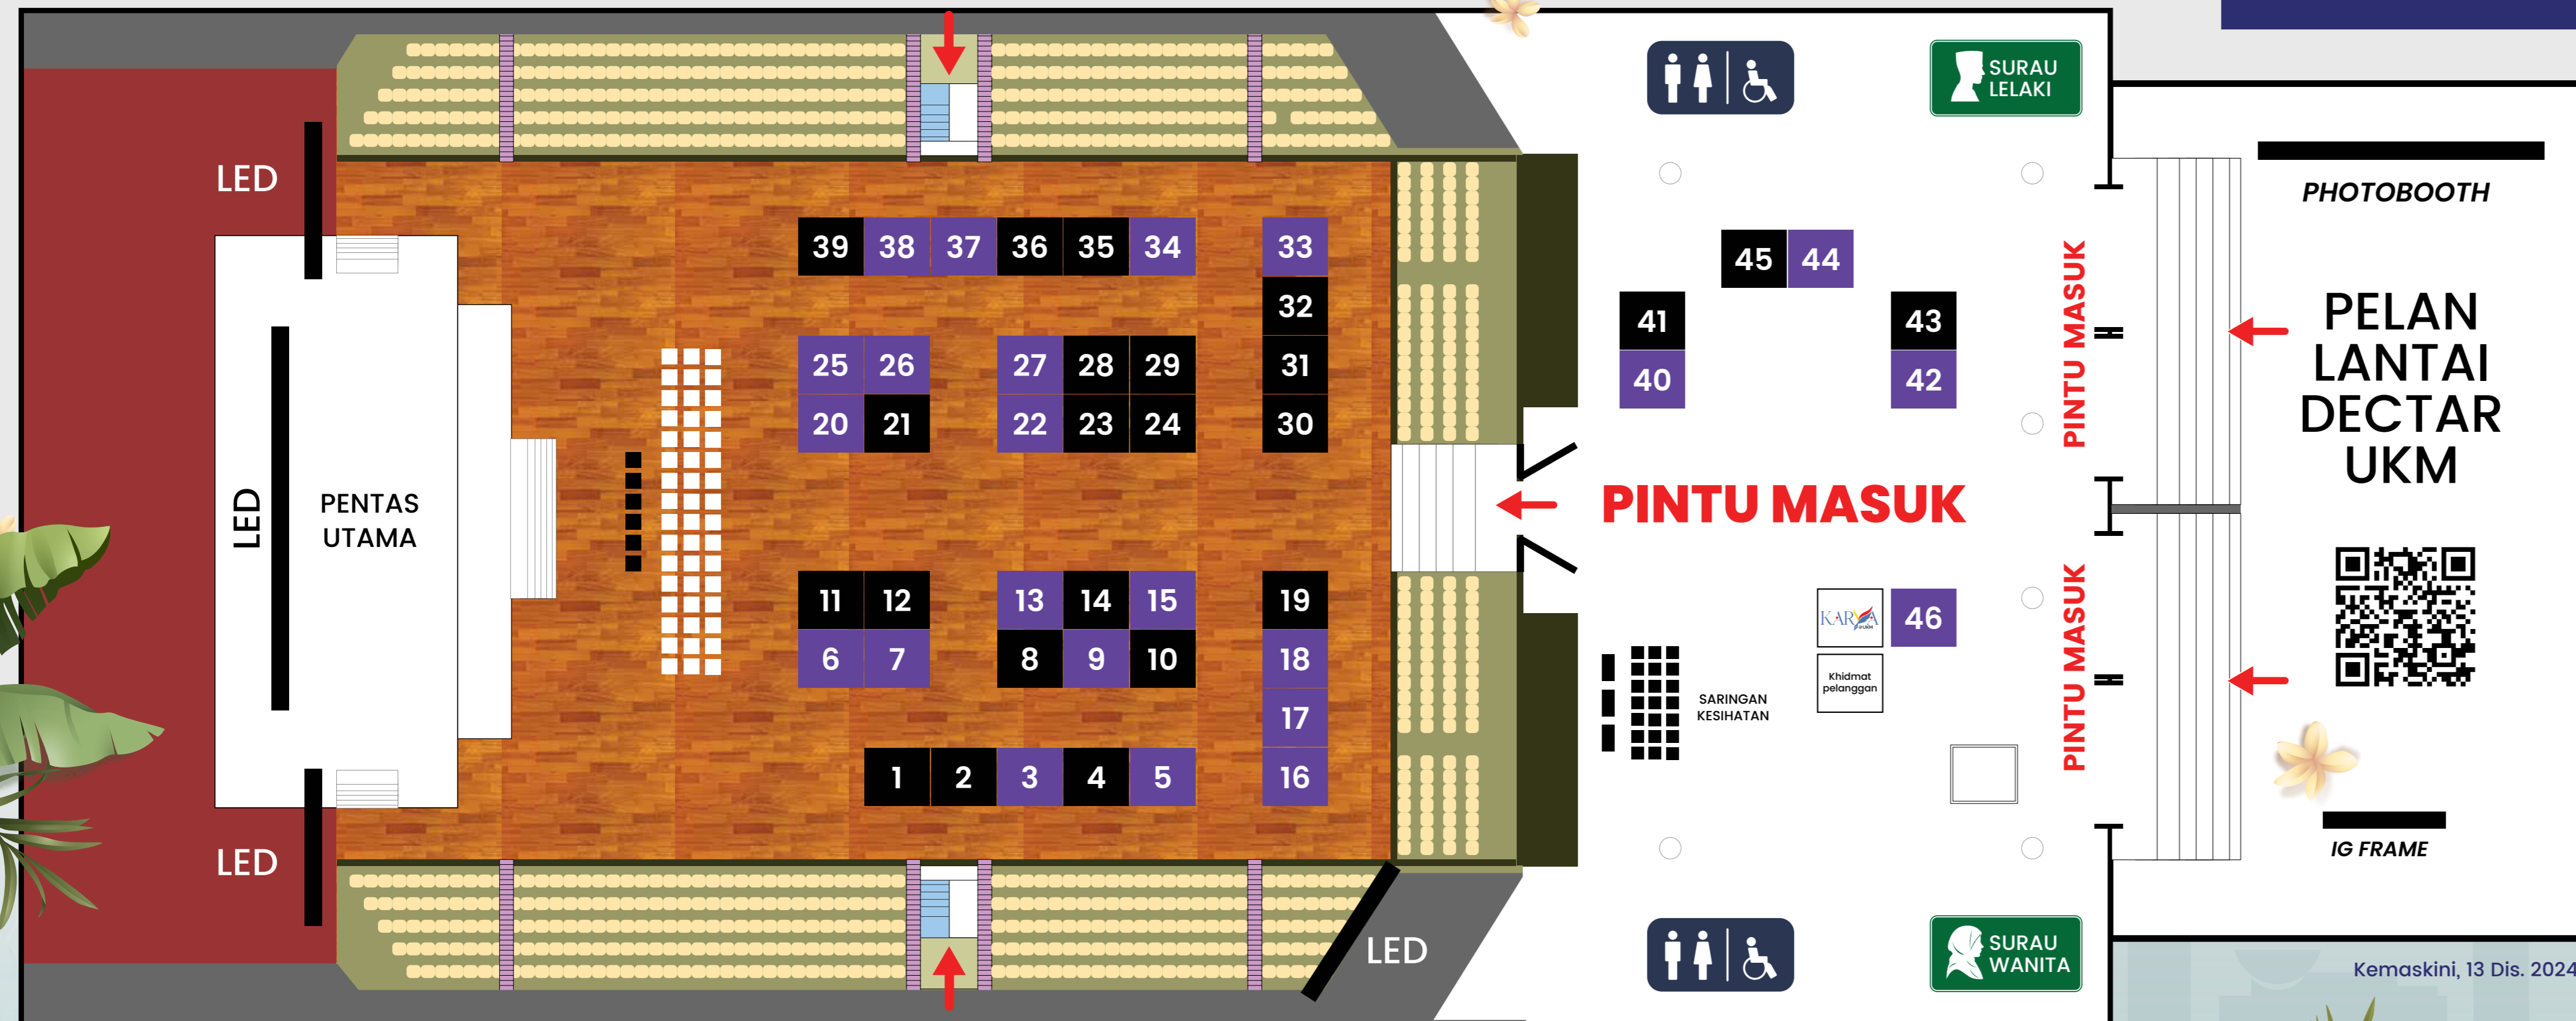 LED
LED
PENTAS
UTAMA
LED
39 38 37 36 35 34 33
32
25 26 27 28 29 31
20 21 22 23 24 30
11 12 13 14 15 19
6 7 8 9 10 18
17
1 2 3 4 5 16
LED
SURAU
LELAKI
45 44
41 43
40 42
PINTU MASUK
PINTU MASUK
KARYA
@UKM
46
Khidmat
pelanggan
SARINGAN
KESIHATAN
PINTU MASUK
SURAU
WANITA
PHOTOBOOTH
PELAN
LANTAI
DECTAR
UKM
IG FRAME
Kemaskini, 13 Dis. 2024